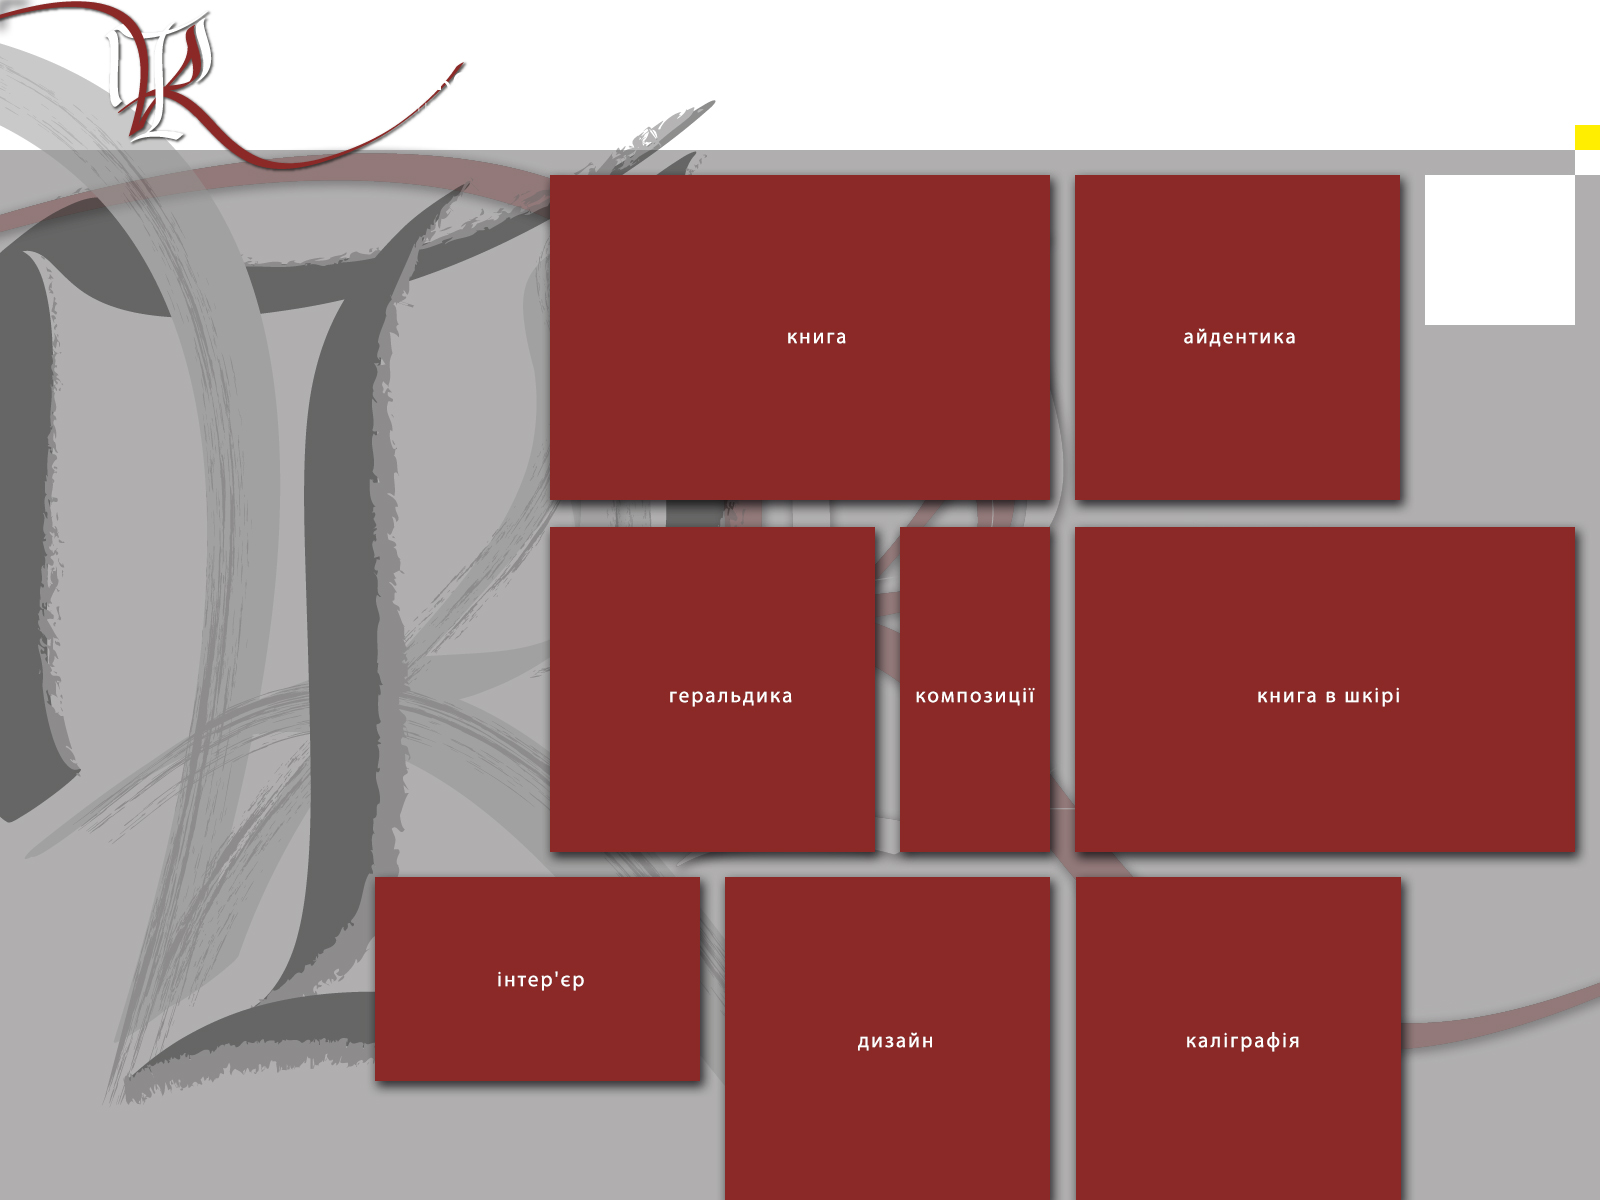 книга
айдентика
геральдика
композиції
книга в шкірі
інтер'єр
дизайн
каліграфія